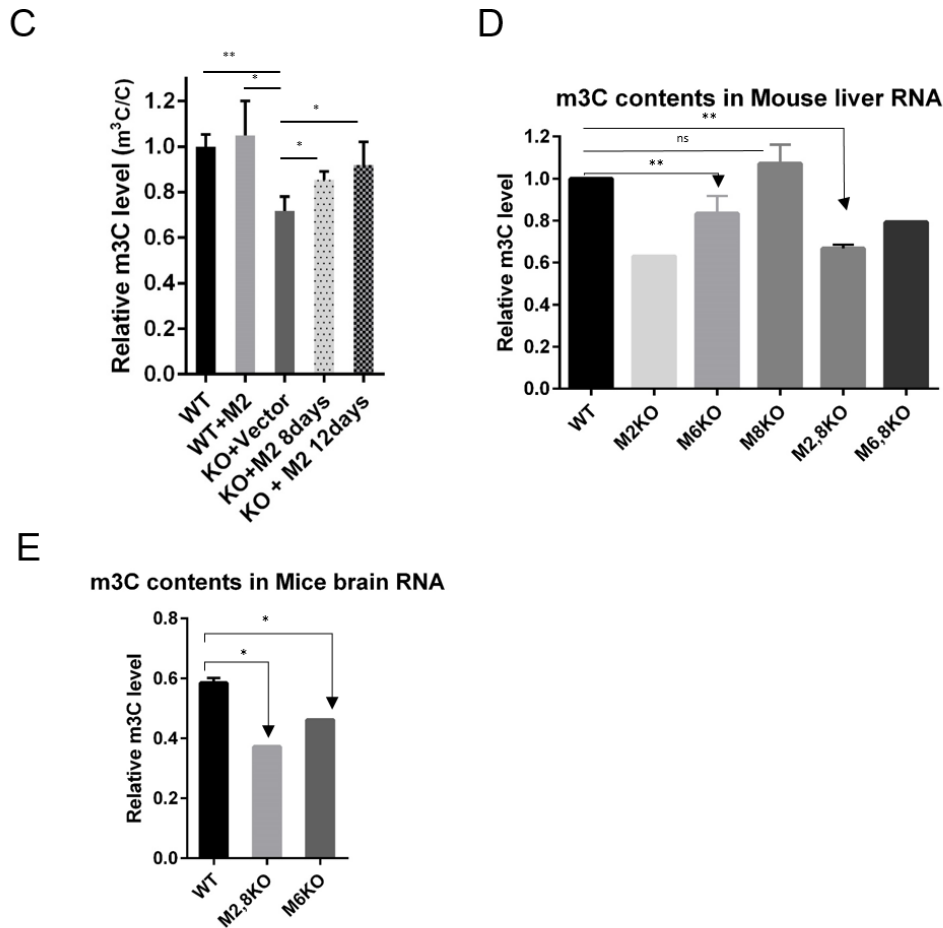 C
**
*
*
*
Relative m3C level (m³C/C)
1.2
1.0
0.8
0.6
0.4
0.2
0.0
WT
WT+M2
KO+Vector
KO+M2 8days
KO + M2 12days
D
m3C contents in Mouse liver RNA
**
ns
**
Relative m3C level
1.2
1.0
0.8
0.6
0.4
0.2
0.0
WT
M2KO
M6KO
M8KO
M2,8KO
M6,8KO
E
m3C contents in Mice brain RNA
*
*
Relative m3C level
0.8
0.6
0.4
0.2
0.0
WT
M2,8KO
M6KO